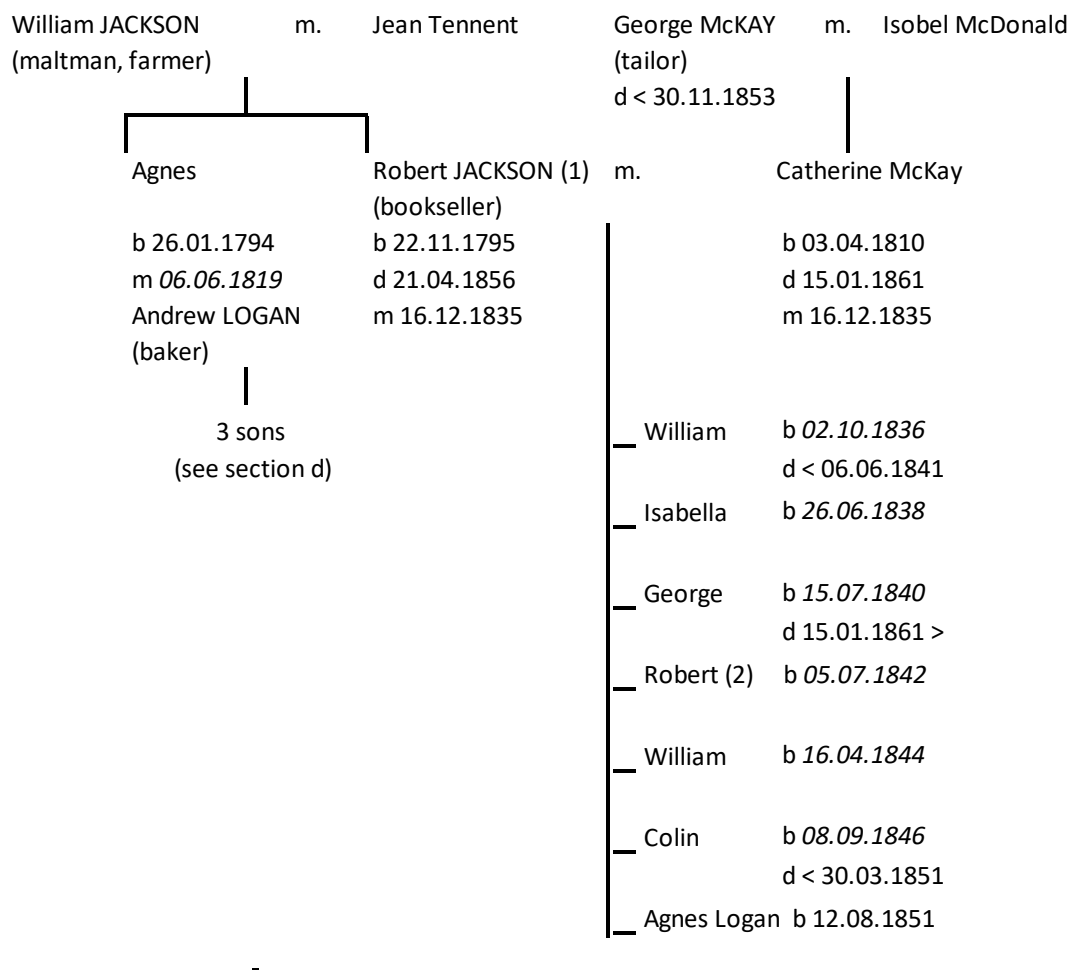 William JACKSON m. Jean Tennent George McKAY m. Isobel McDonald
(maltman, farmer) (tailor)
d < 30.11.1853
Agnes Robert JACKSON (1) m. Catherine McKay
(bookseller)
b 26.01.1794 b 22.11.1795 b 03.04.1810
m 06.06.1819 d 21.04.1856 d 15.01.1861
Andrew LOGAN m 16.12.1835 m 16.12.1835
(baker)
3 sons William b 02.10.1836
(see section d) d < 06.06.1841
Isabella b 26.06.1838
George b 15.07.1840
d 15.01.1861 >
Robert (2) b 05.07.1842
William b 16.04.1844
Colin b 08.09.1846
d < 30.03.1851
Agnes Logan b 12.08.1851